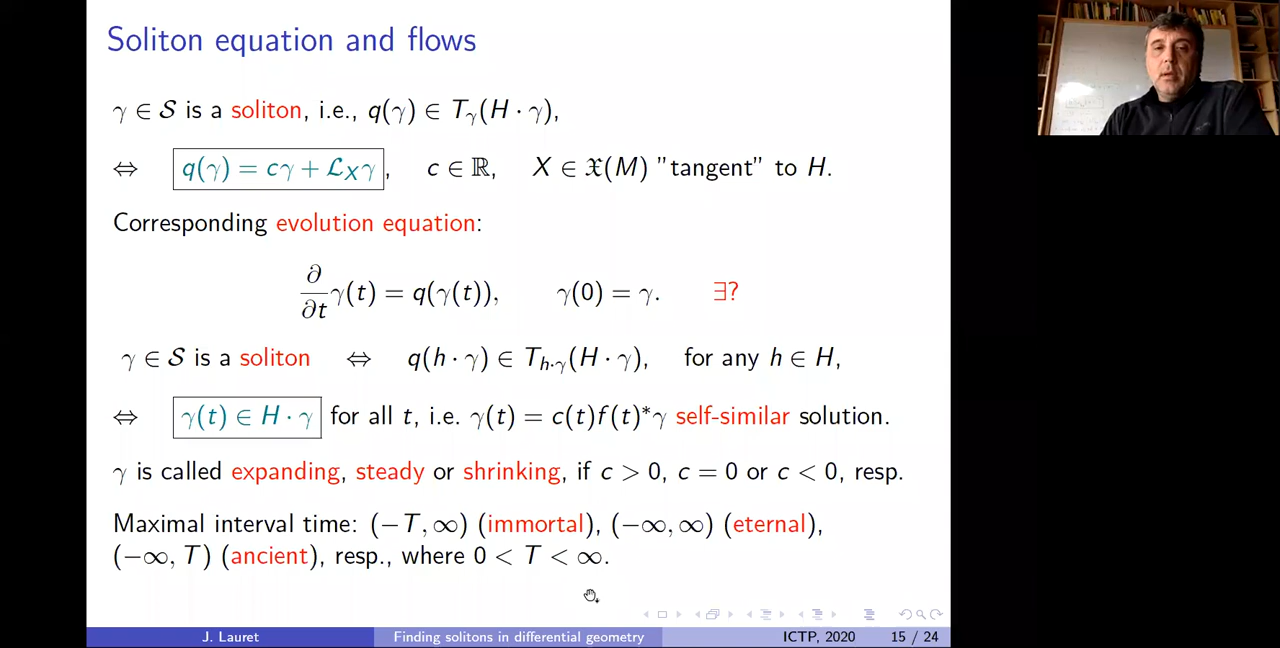 Soliton equation and flows
γ ∈ 𝒮 is a soliton, i.e., q(γ) ∈ T_γ(H · γ),
⇔ q(γ) = cγ + ℒ_Xγ, c ∈ ℝ, X ∈ 𝔛(M) "tangent" to H.
Corresponding evolution equation:
∂/∂t γ(t) = q(γ(t)), γ(0) = γ. ∃?
γ ∈ 𝒮 is a soliton ⇔ q(h · γ) ∈ T_{h·γ}(H · γ), for any h ∈ H,
⇔ γ(t) ∈ H · γ for all t, i.e. γ(t) = c(t)f(t)*γ self-similar solution.
γ is called expanding, steady or shrinking, if c > 0, c = 0 or c < 0, resp.
Maximal interval time: (−T, ∞) (immortal), (−∞, ∞) (eternal),
(−∞, T) (ancient), resp., where 0 < T < ∞.
J. Lauret Finding solitons in differential geometry ICTP, 2020 15 / 24